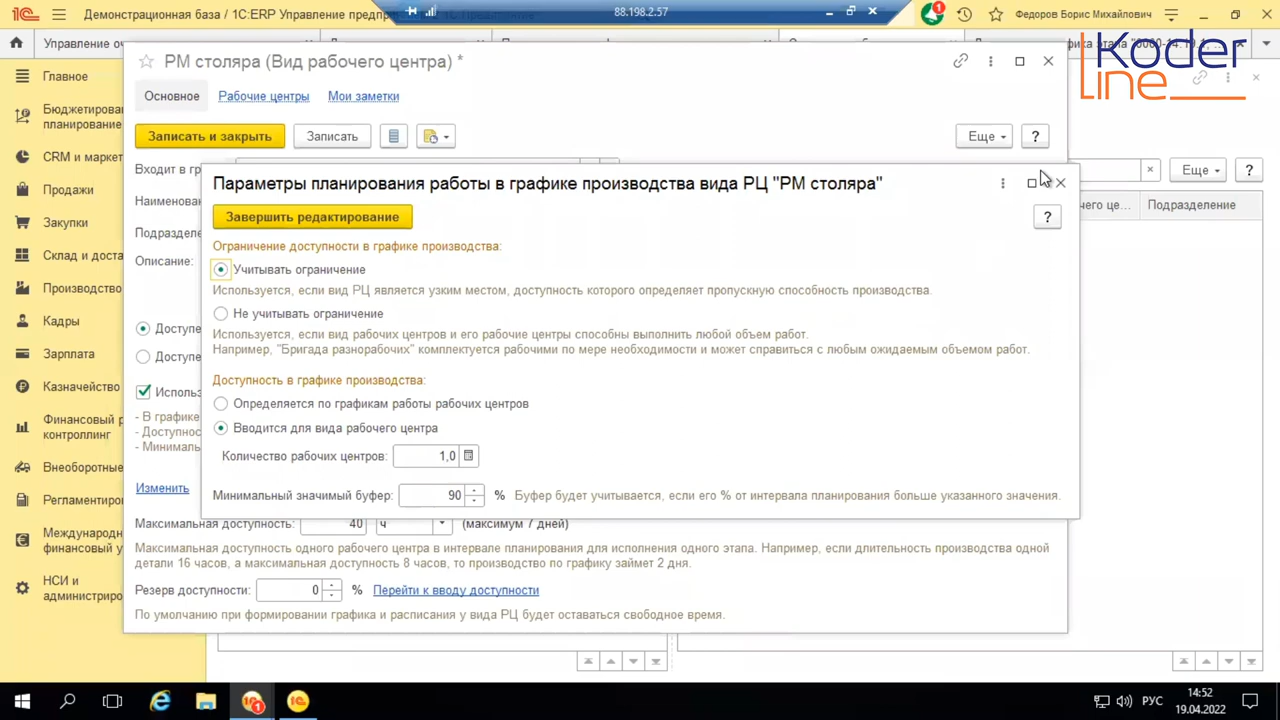 Демонстрационная база / 1С:ERP Управление предпр
88.198.2.57
1
Федоров Борис Михайлович
Koder line
Управление
Главное
Бюджетирован
планирование
CRM и маркет
Продажи
Закупки
Склад и доста
Производство
Кадры
Зарплата
Казначейство
Финансовый р
контроллинг
Внеоборотные
Регламентиро
Международн
финансовый у
НСИ и
администриро
РМ столяра (Вид рабочего центра) *
Основное Рабочие центры Мои заметки
Записать и закрыть Записать Еще ?
Входит в гр
Наименован
Подраздел
Описание:
Доступе
Доступе
Использ
- В графике
- Доступнос
- Минималь
Изменить
Параметры планирования работы в графике производства вида РЦ "РМ столяра"
Завершить редактирование ?
Ограничение доступности в графике производства:
Учитывать ограничение
Используется, если вид РЦ является узким местом, доступность которого определяет пропускную способность производства.
Не учитывать ограничение
Используется, если вид рабочих центров и его рабочие центры способны выполнить любой объем работ.
Например, "Бригада разнорабочих" комплектуется рабочими по мере необходимости и может справиться с любым ожидаемым объемом работ.
Доступность в графике производства:
Определяется по графикам работы рабочих центров
Вводится для вида рабочего центра
Количество рабочих центров: 1,0
Минимальный значимый буфер: 90 % Буфер будет учитывается, если его % от интервала планирования больше указанного значения.
Максимальная доступность: 40 ч (максимум 7 дней)
Максимальная доступность одного рабочего центра в интервале планирования для исполнения одного этапа. Например, если длительность производства одной
детали 16 часов, а максимальная доступность 8 часов, то производство по графику займет 2 дня.
Резерв доступности: 0 % Перейти к вводу доступности
По умолчанию при формировании графика и расписания у вида РЦ будет оставаться свободное время.
Еще ?
чего це... Подразделение
1
РУС
14:52
19.04.2022